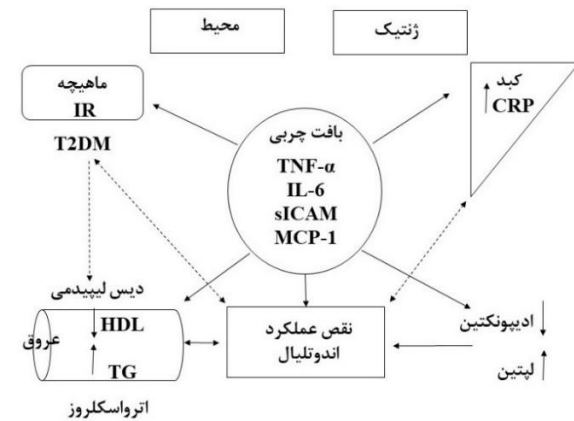 محیط
ژنتیک
ماهیچه
IR
T2DM
کبد
CRP
بافت چربی
TNF-α
IL-6
sICAM
MCP-1
دیس لیپیدمی
HDL
عروق
TG
اترواسکلروز
نقص عملکرد
اندوتلیال
ادیپونکتین
لپتین